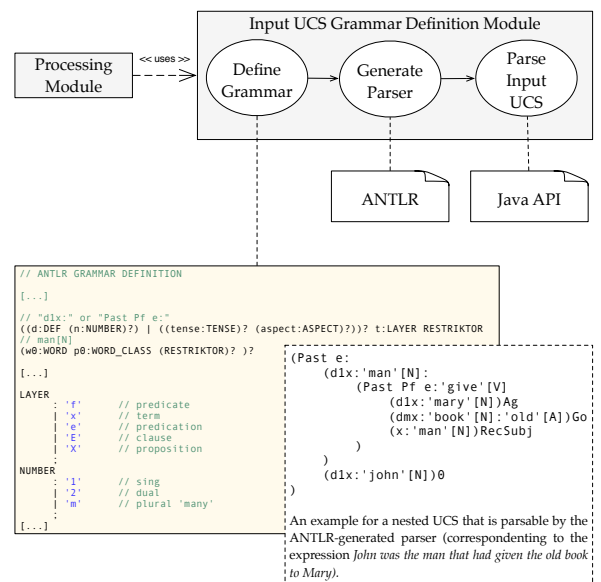 Input UCS Grammar Definition Module
<< uses >>
Processing
Module
Define
Grammar
Generate
Parser
Parse
Input
UCS
ANTLR
Java API
// ANTLR GRAMMAR DEFINITION
[...]
// "d1x:" or "Past Pf e:"
((d:DEF (n:NUMBER)?) | ((tense:TENSE)? (aspect:ASPECT)?))? t:LAYER RESTRIKTOR
// man[N]
(w0:WORD p0:WORD_CLASS (RESTRIKTOR)? )?
[...]
LAYER
: 'f' // predicate
| 'x' // term
| 'e' // predication
| 'E' // clause
| 'X' // proposition
;
NUMBER
: '1' // sing
| '2' // dual
| 'm' // plural 'many'
;
[...]
(Past e:
(d1x:'man'[N]:
(Past Pf e:'give'[V]
(d1x:'mary'[N])Ag
(dmx:'book'[N]:'old'[A])Go
(x:'man'[N])RecSubj
)
)
(d1x:'john'[N])0
)
An example for a nested UCS that is parsable by the
ANTLR-generated parser (correspondenting to the
expression John was the man that had given the old book
to Mary).